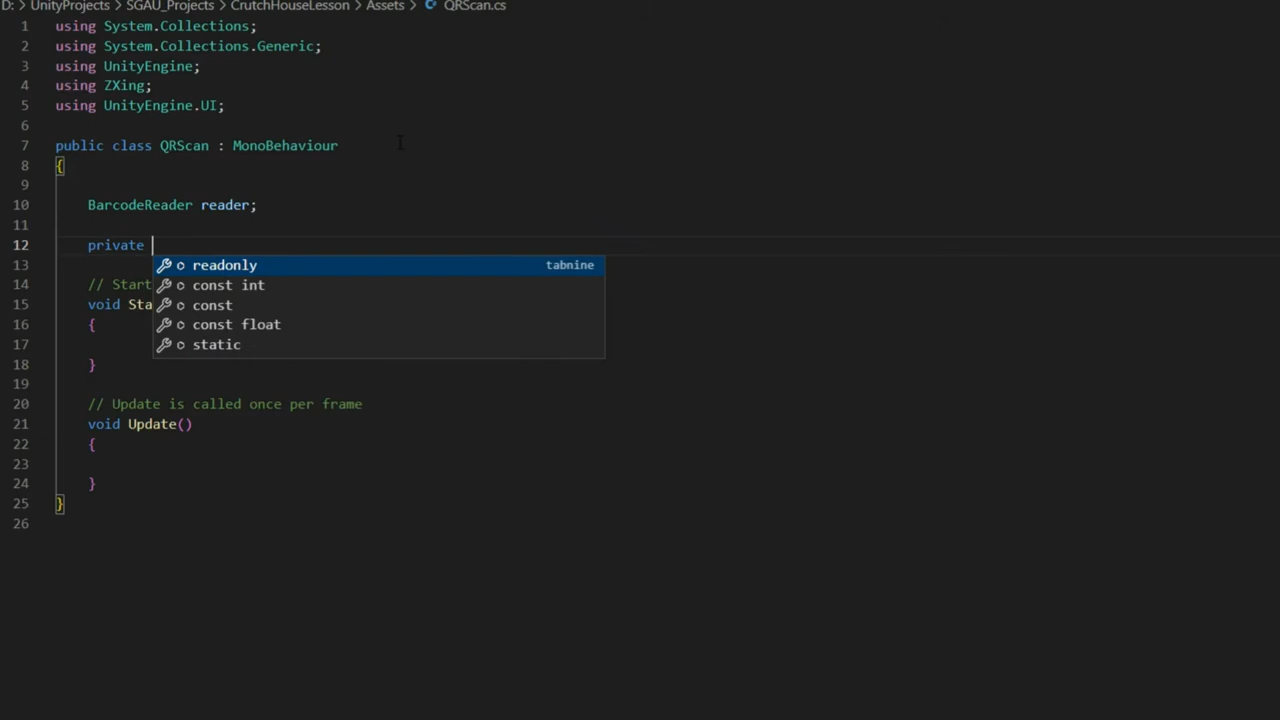 D: > UnityProjects > SGAU_Projects > CrutchHouseLesson > Assets > QRScan.cs
1 using System.Collections;
2 using System.Collections.Generic;
3 using UnityEngine;
4 using ZXing;
5 using UnityEngine.UI;
6
7 public class QRScan : MonoBehaviour
8 {
9
10 BarcodeReader reader;
11
12 private
13 readonly tabnine
14 // Start const int
15 void Sta const
16 { const float
17 static
18 }
19
20 // Update is called once per frame
21 void Update()
22 {
23
24 }
25 }
26